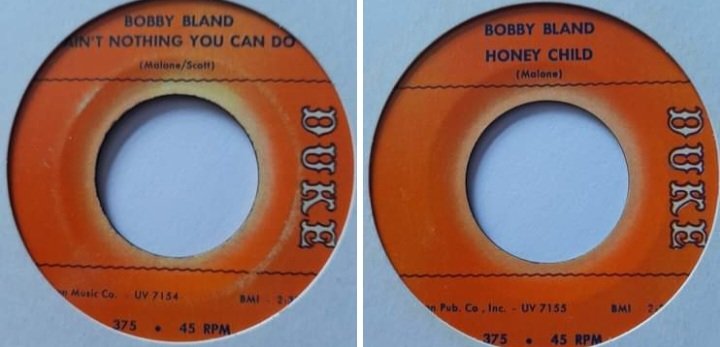 BOBBY BLAND
AIN'T NOTHING YOU CAN DO
(Malone/Scott)
DUKE
Music Co. - UV 7154 BMI -
375 • 45 RPM
BOBBY BLAND
HONEY CHILD
(Malone)
DUKE
Pub. Co., Inc. - UV 7155 BMI
375 • 45 RPM